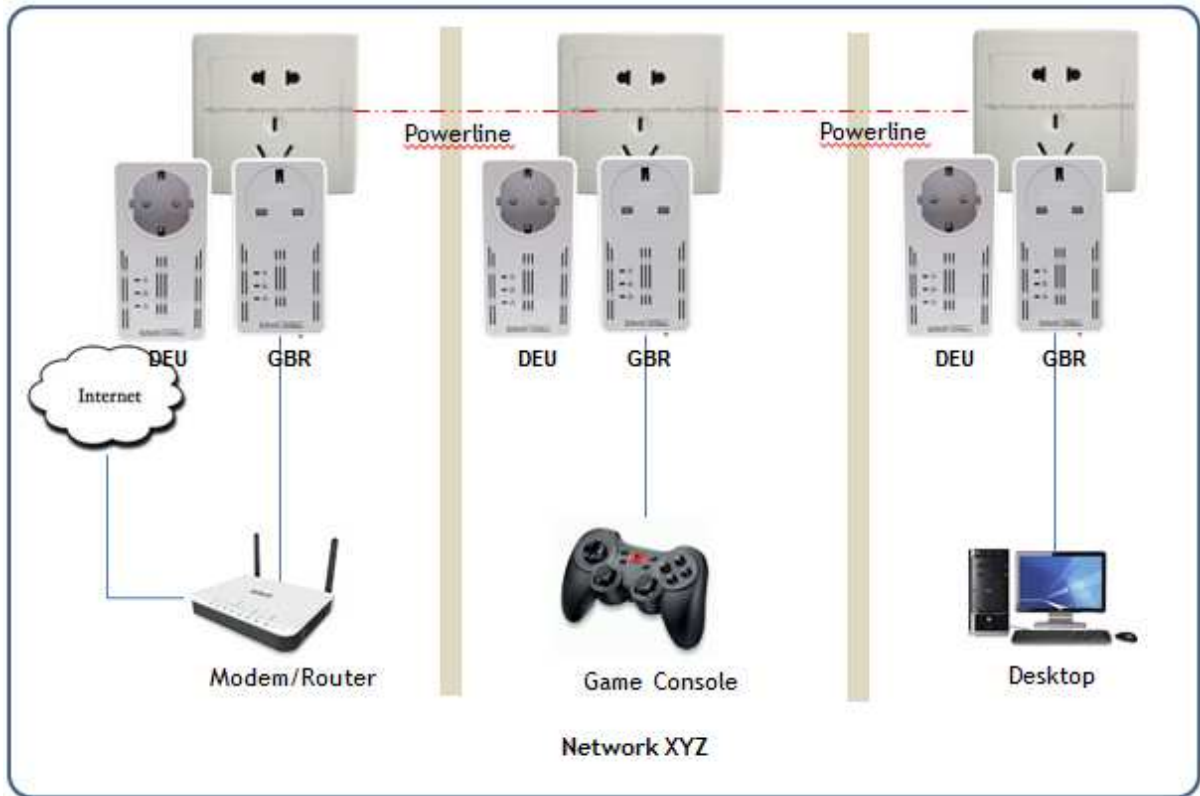 Powerline
Powerline
DEU
GBR
DEU
GBR
DEU
GBR
Internet
Modem/Router
Game Console
Desktop
Network XYZ